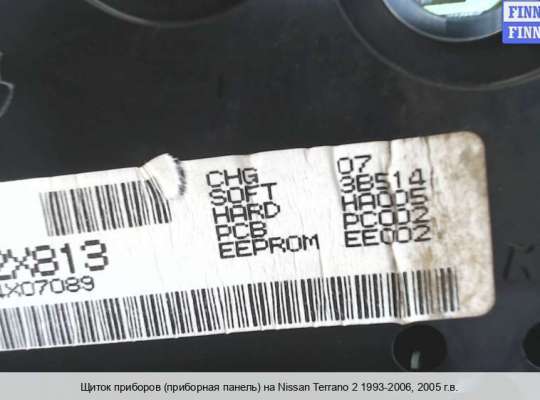 FINN
FINN
CHG 07
SOFT 3B514
HARD HA005
PCB PC002
EEPROM EE002
2X813
4X07089
Щиток приборов (приборная панель) на Nissan Terrano 2 1993-2006, 2005 г.в.